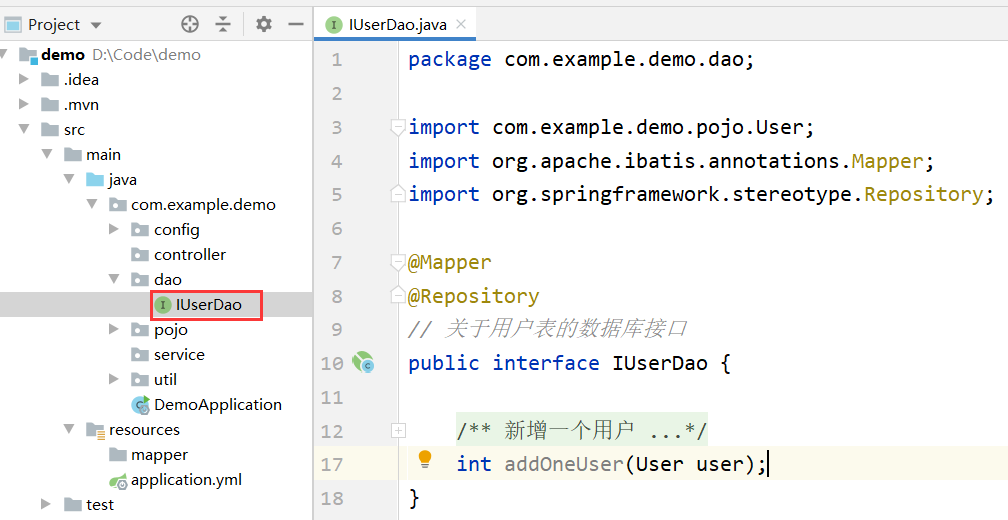 Project
demo D:\Code\demo
.idea
.mvn
src
main
java
com.example.demo
config
controller
dao
I IUserDao
pojo
service
util
C DemoApplication
resources
mapper
application.yml
test
I IUserDao.java
1 package com.example.demo.dao;
2
3 import com.example.demo.pojo.User;
4 import org.apache.ibatis.annotations.Mapper;
5 import org.springframework.stereotype.Repository;
6
7 @Mapper
8 @Repository
9 // 关于用户表的数据库接口
10 public interface IUserDao {
11
12 /** 新增一个用户 ...*/
17 int addOneUser(User user);
18 }